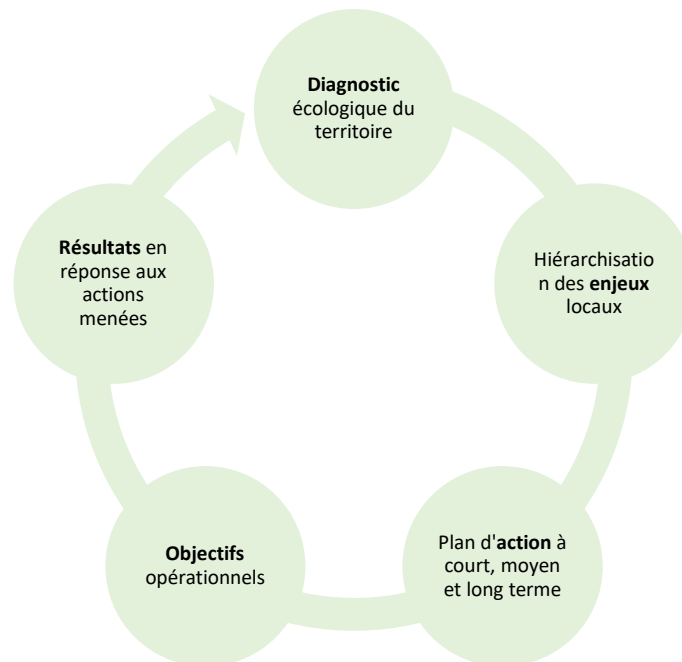 Diagnostic
écologique du
territoire
Hiérarchisatio
n des enjeux
locaux
Plan d'action à
court, moyen
et long terme
Objectifs
opérationnels
Résultats en
réponse aux
actions
menées